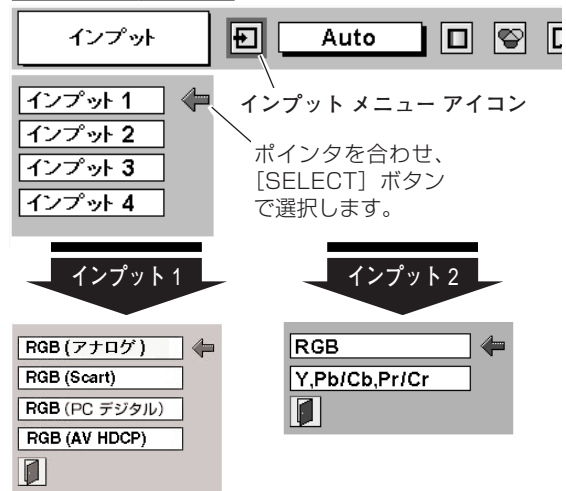 インプット
Auto
インプット 1
インプット 2
インプット 3
インプット 4
インプット メニュー アイコン
ポインタを合わせ、
［SELECT］ボタン
で選択します。
インプット 1
インプット 2
RGB (アナログ)
RGB (Scart)
RGB (PC デジタル)
RGB (AV HDCP)
RGB
Y,Pb/Cb,Pr/Cr